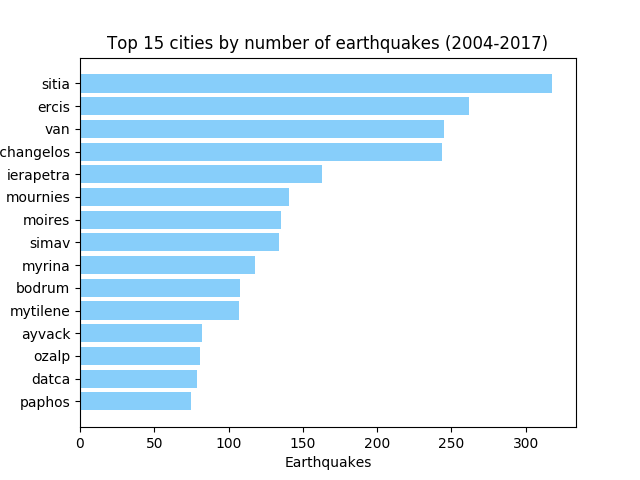 Top 15 cities by number of earthquakes (2004-2017)
sitia
ercis
van
changelos
ierapetra
mournies
moires
simav
myrina
bodrum
mytilene
ayvack
ozalp
datca
paphos
0 50 100 150 200 250 300
Earthquakes